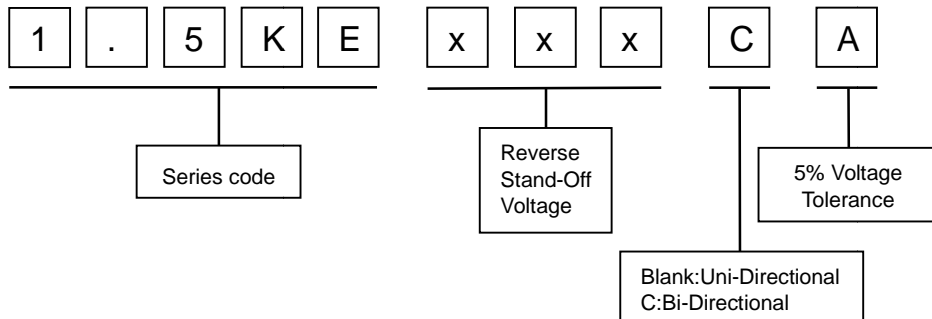 1 . 5 K E x x x C A
Series code
Reverse
Stand-Off
Voltage
5% Voltage
Tolerance
Blank:Uni-Directional
C:Bi-Directional